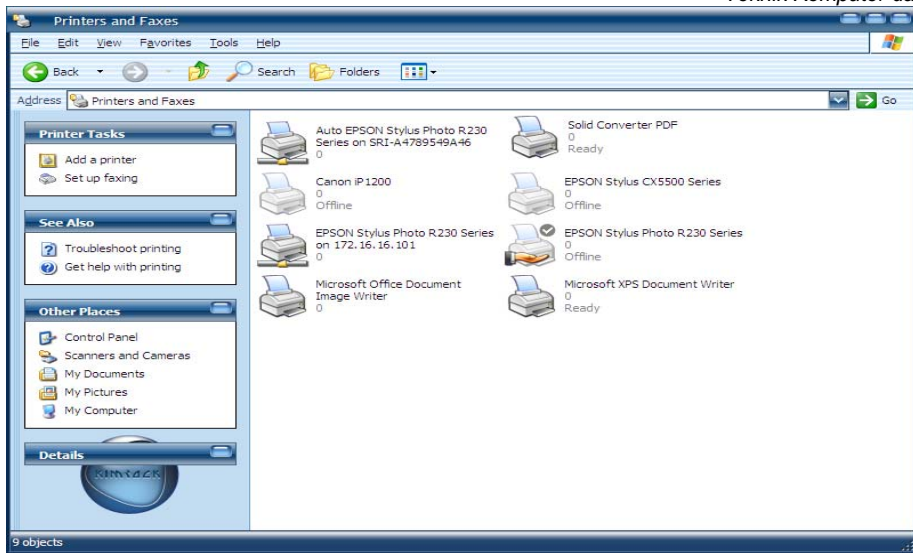 Printers and Faxes
File Edit View Favorites Tools Help
Back Search Folders
Address Printers and Faxes Go
Printer Tasks
Add a printer
Set up faxing
See Also
Troubleshoot printing
Get help with printing
Other Places
Control Panel
Scanners and Cameras
My Documents
My Pictures
My Computer
Details
Auto EPSON Stylus Photo R230
Series on SRI-A4789549A46
0
Solid Converter PDF
0
Ready
Canon iP1200
0
Offline
EPSON Stylus CX5500 Series
0
Offline
EPSON Stylus Photo R230 Series
on 172.16.16.101
0
EPSON Stylus Photo R230 Series
0
Offline
Microsoft Office Document
Image Writer
0
Microsoft XPS Document Writer
0
Ready
9 objects